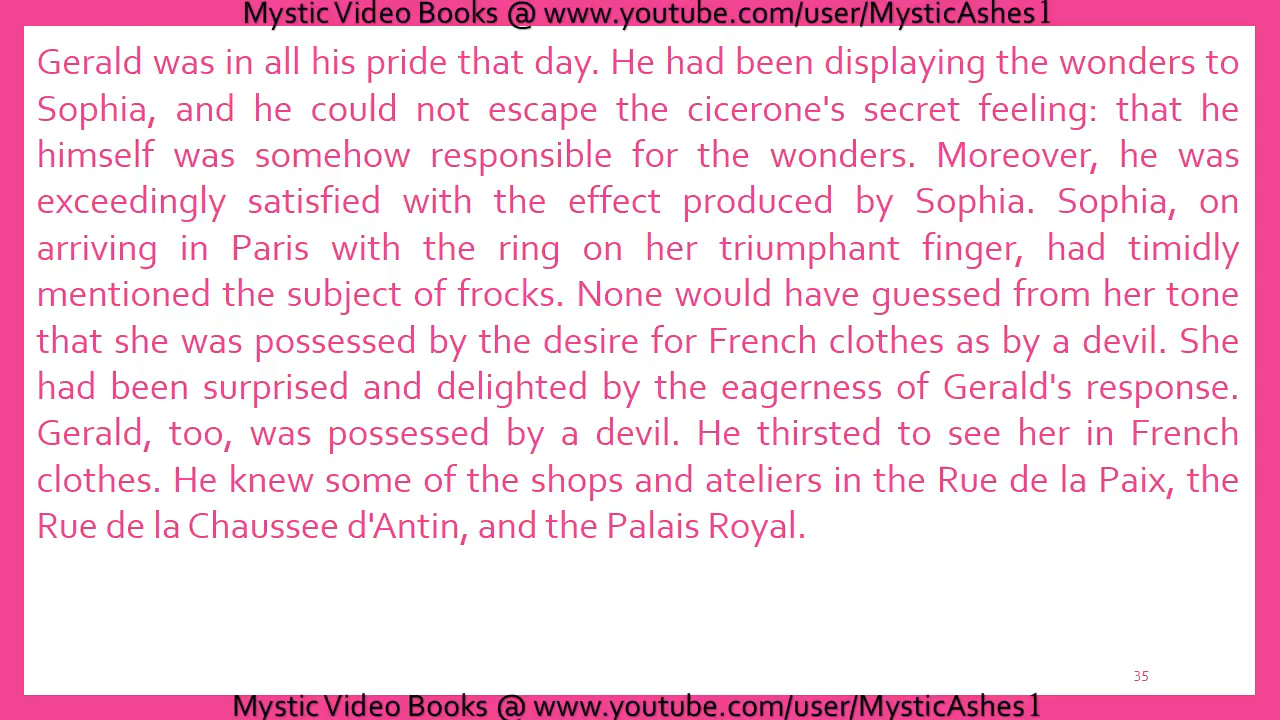 Mystic Video Books @ www.youtube.com/user/MysticAshes1
Gerald was in all his pride that day. He had been displaying the wonders to
Sophia, and he could not escape the cicerone's secret feeling: that he
himself was somehow responsible for the wonders. Moreover, he was
exceedingly satisfied with the effect produced by Sophia. Sophia, on
arriving in Paris with the ring on her triumphant finger, had timidly
mentioned the subject of frocks. None would have guessed from her tone
that she was possessed by the desire for French clothes as by a devil. She
had been surprised and delighted by the eagerness of Gerald's response.
Gerald, too, was possessed by a devil. He thirsted to see her in French
clothes. He knew some of the shops and ateliers in the Rue de la Paix, the
Rue de la Chaussee d'Antin, and the Palais Royal.
35
Mystic Video Books @ www.youtube.com/user/MysticAshes1